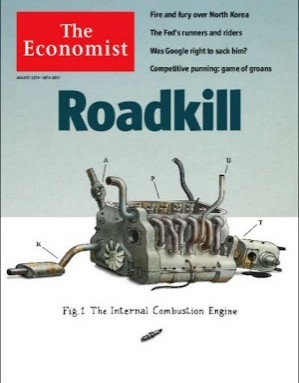 The
Economist
AUGUST 12TH–18TH 2017
Fire and fury over North Korea
The Fed's runners and riders
Was Google right to sack him?
Competitive punning: game of groans
Roadkill
A
P
U
K
T
Fig.1 The Internal Combustion Engine